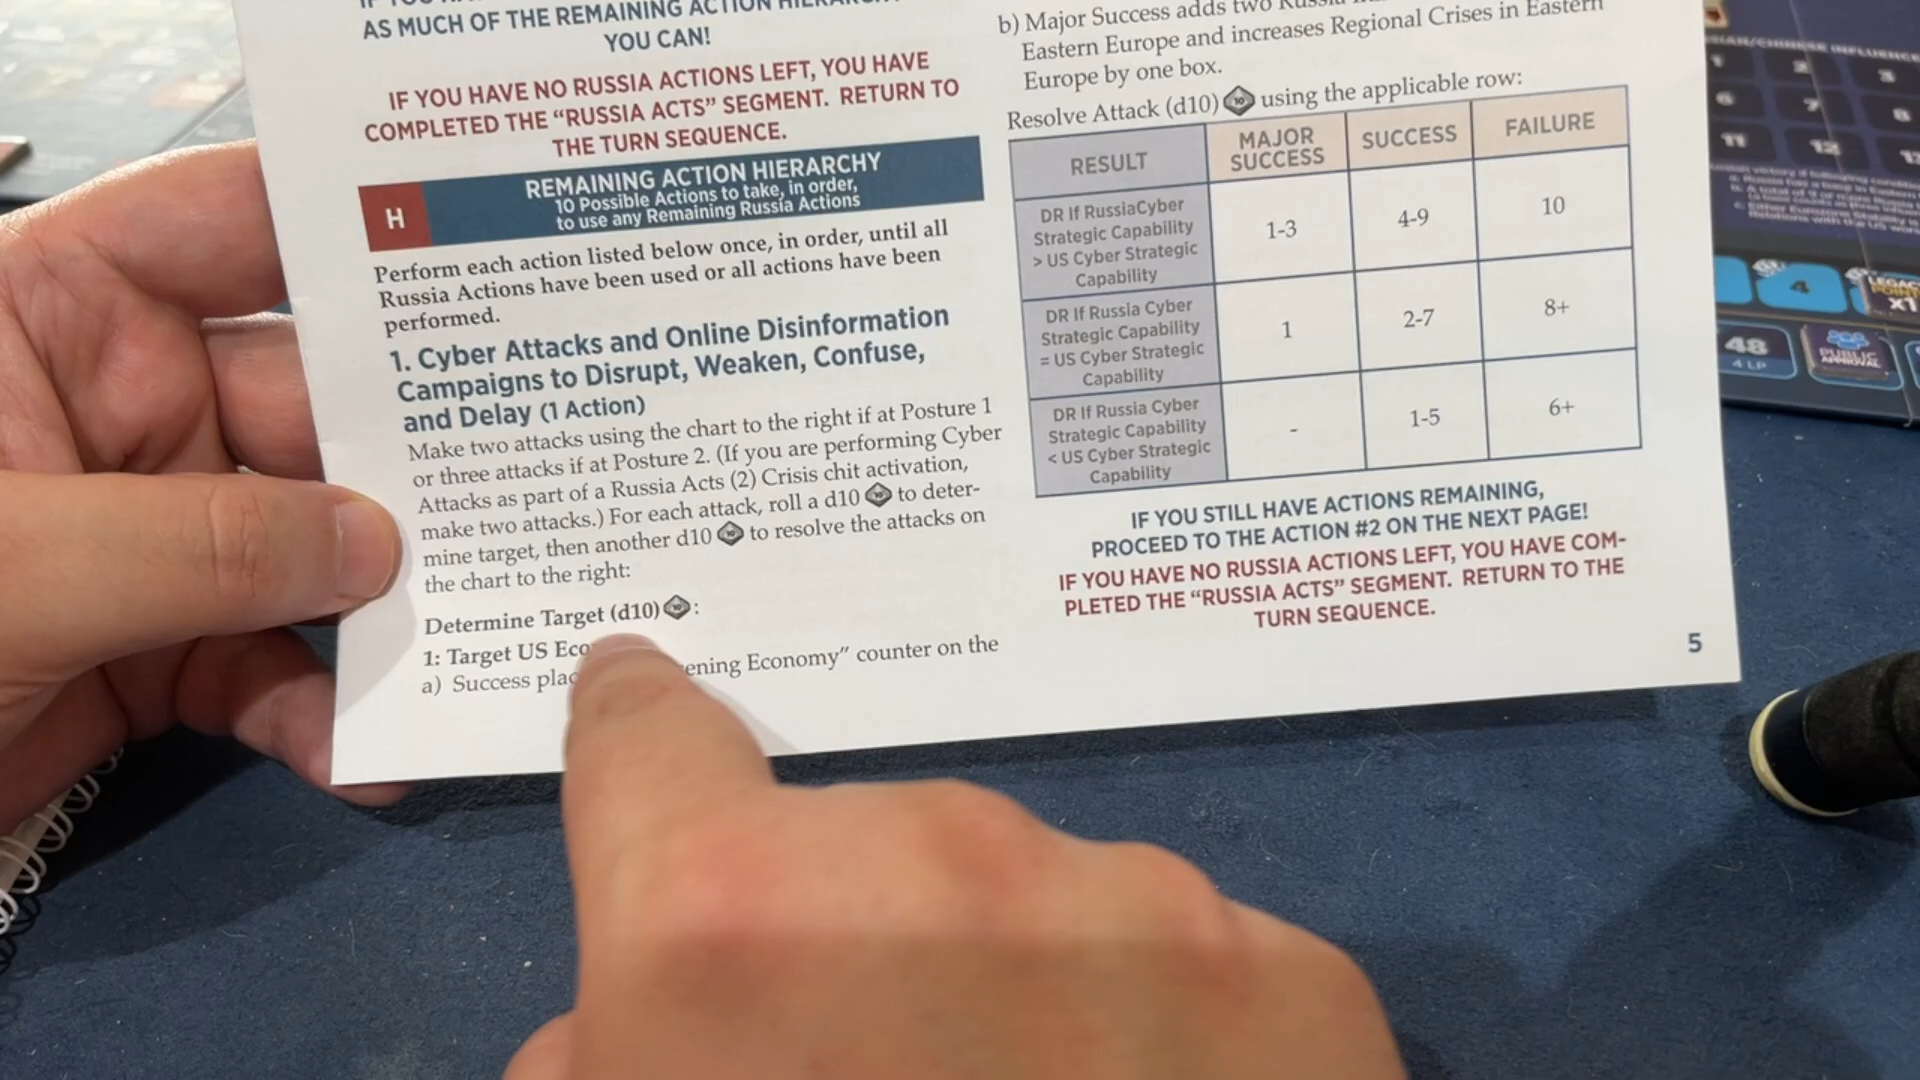 AS MUCH OF THE REMAINING ACTION
YOU CAN!
IF YOU HAVE NO RUSSIA ACTIONS LEFT, YOU HAVE
COMPLETED THE “RUSSIA ACTS” SEGMENT. RETURN TO
THE TURN SEQUENCE.
H
REMAINING ACTION HIERARCHY
10 Possible Actions to take, in order,
to use any Remaining Russia Actions
Perform each action listed below once, in order, until all
Russia Actions have been used or all actions have been
performed.
1. Cyber Attacks and Online Disinformation
Campaigns to Disrupt, Weaken, Confuse,
and Delay (1 Action)
Make two attacks using the chart to the right if at Posture 1
or three attacks if at Posture 2. (If you are performing Cyber
Attacks as part of a Russia Acts (2) Crisis chit activation,
make two attacks.) For each attack, roll a d10 to deter-
mine target, then another d10 to resolve the attacks on
the chart to the right:
Determine Target (d10) :
1: Target US
a) Success Economy” counter on the
b) Major Success adds two
Eastern Europe and increases Regional Crises in Eastern
Europe by one box.
Resolve Attack (d10) using the applicable row:
RESULT
MAJOR
SUCCESS
SUCCESS
FAILURE
DR If RussiaCyber
Strategic Capability
> US Cyber Strategic
Capability
1-3
4-9
10
DR If Russia Cyber
Strategic Capability
= US Cyber Strategic
Capability
1
2-7
8+
DR If Russia Cyber
Strategic Capability
< US Cyber Strategic
Capability
-
1-5
6+
IF YOU STILL HAVE ACTIONS REMAINING,
PROCEED TO THE ACTION #2 ON THE NEXT PAGE!
IF YOU HAVE NO RUSSIA ACTIONS LEFT, YOU HAVE COM-
PLETED THE “RUSSIA ACTS” SEGMENT. RETURN TO THE
TURN SEQUENCE.
5
4
LEGACY
POINT
X1
48
4 LP
PUBLIC
APPROVAL